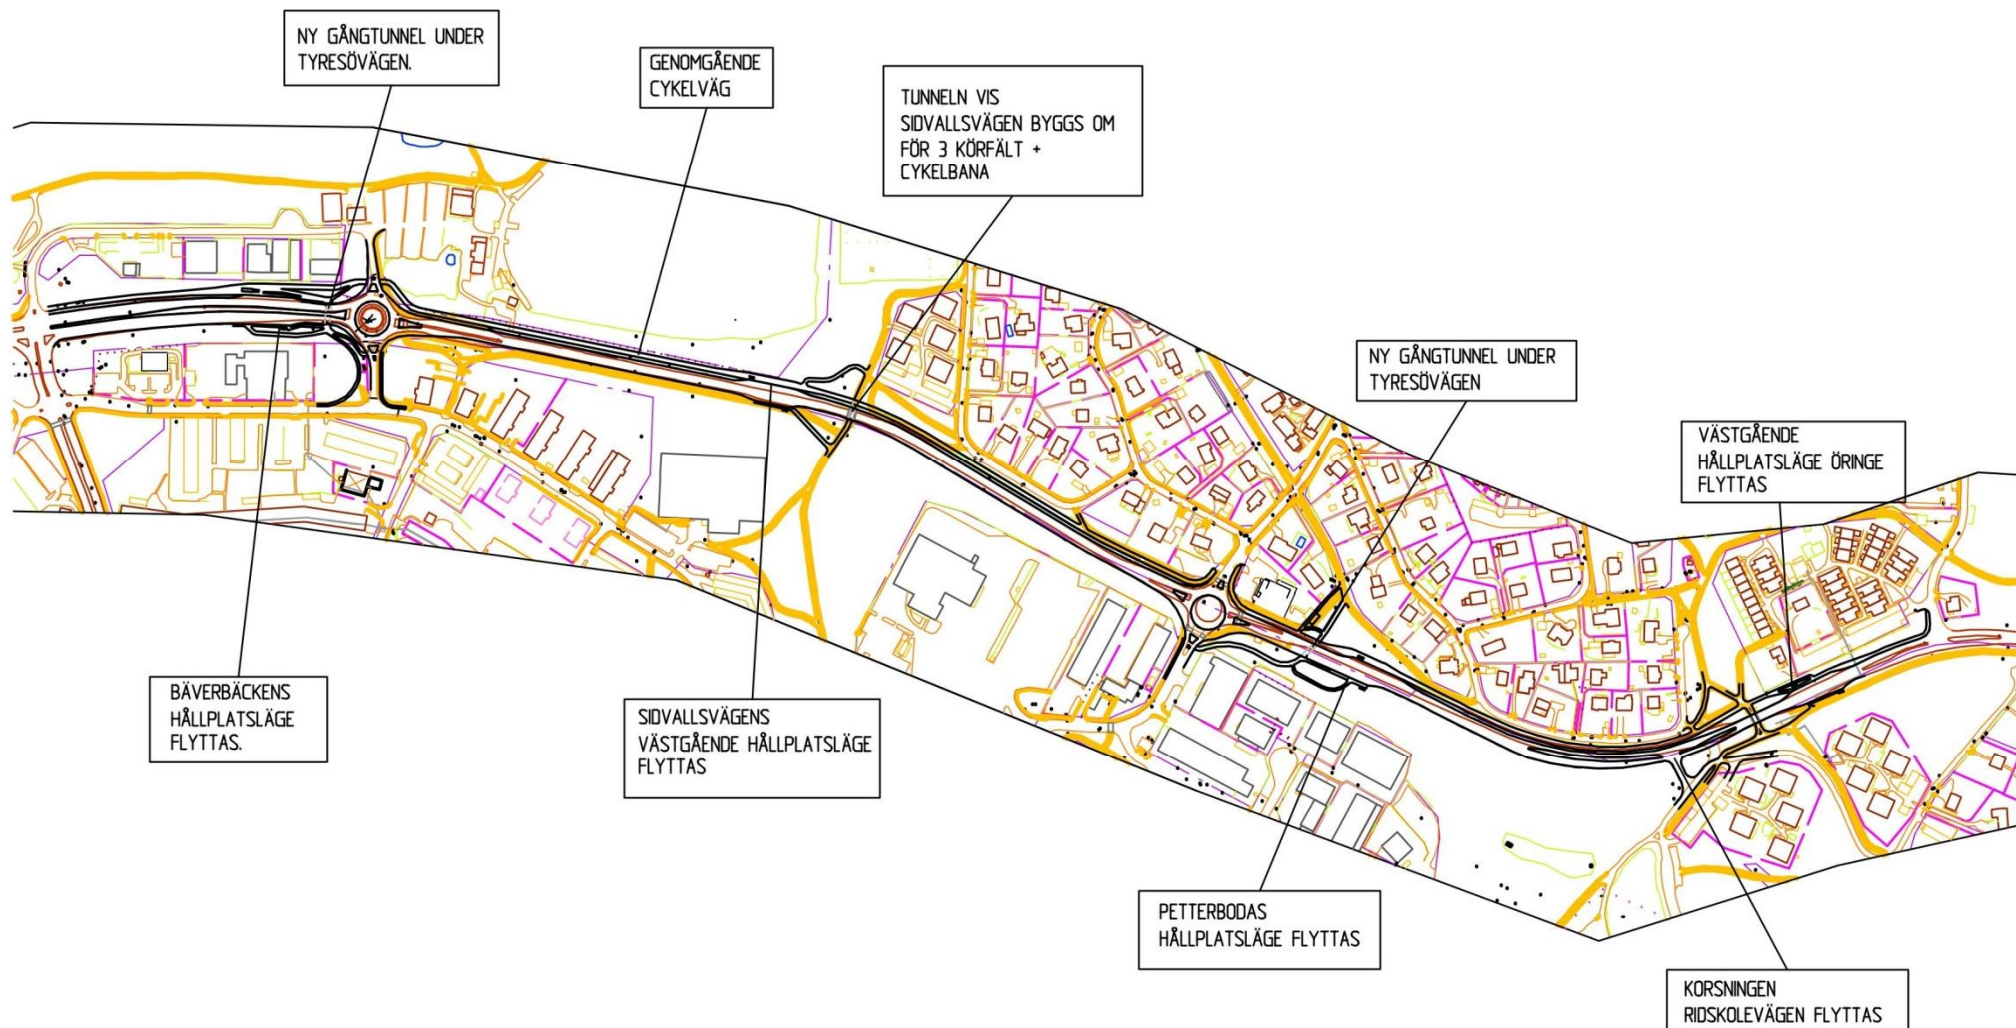 NY GÅNGTUNNEL UNDER
TYRESÖVÄGEN.
GENOMGÅENDE
CYKELVÄG
TUNNELN VIS
SIDVALLSVÄGEN BYGGS OM
FÖR 3 KÖRFÄLT +
CYKELBANA
NY GÅNGTUNNEL UNDER
TYRESÖVÄGEN
VÄSTGÅENDE
HÅLLPLATSLÄGE ÖRINGE
FLYTTAS
BÄVERBÄCKENS
HÅLLPLATSLÄGE
FLYTTAS.
SIDVALLSVÄGENS
VÄSTGÅENDE HÅLLPLATSLÄGE
FLYTTAS
PETTERBODAS
HÅLLPLATSLÄGE FLYTTAS
KORSNINGEN
RIDSKOLEVÄGEN FLYTTAS